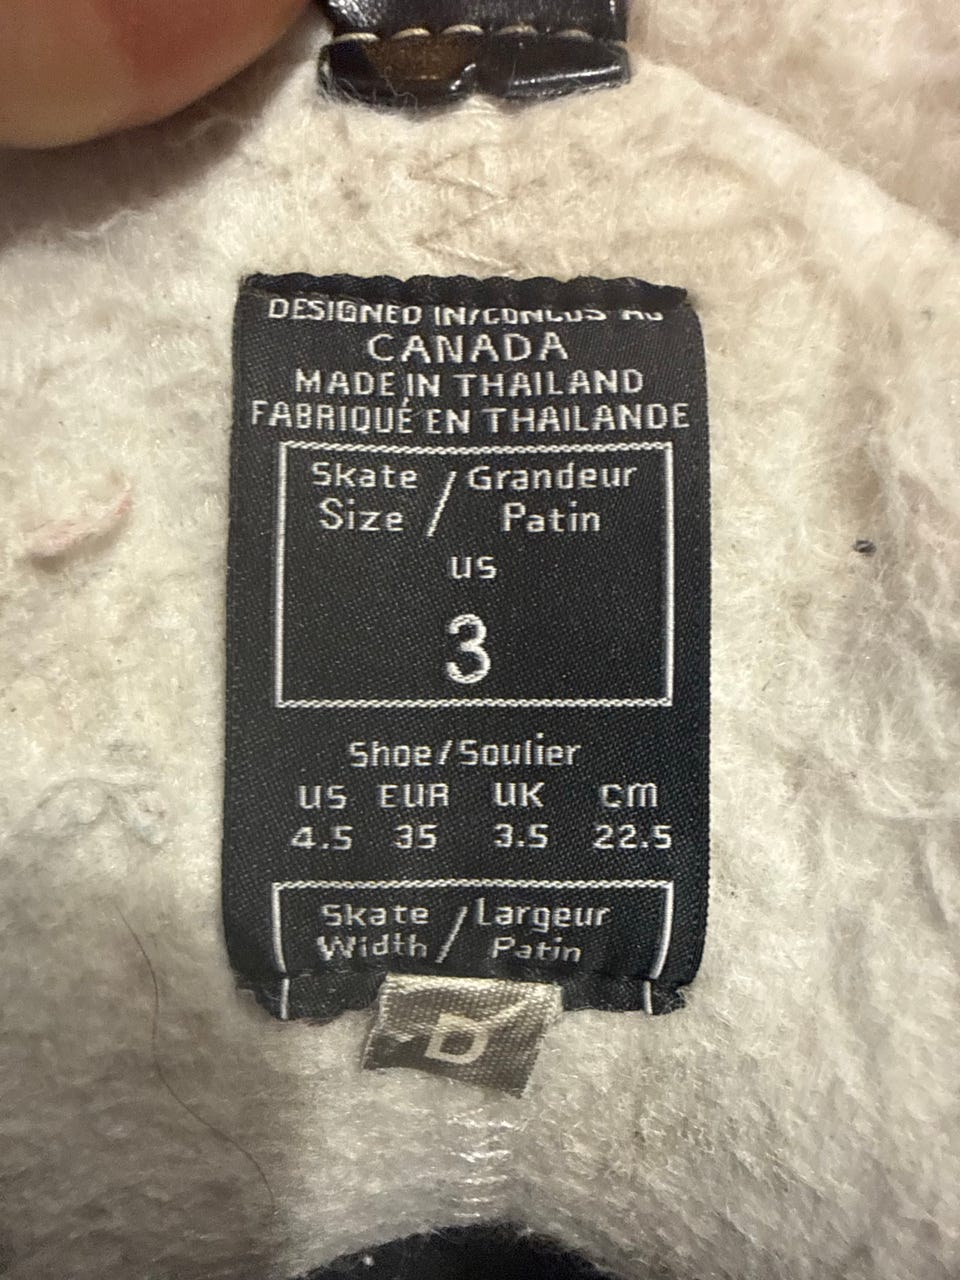 DESIGNED IN/CONCUS AU
CANADA
MADE IN THAILAND
FABRIQUÉ EN THAILANDE
Skate / Grandeur
Size / Patin
US
3
Shoe/Soulier
US EUR UK CM
4.5 35 3.5 22.5
Skate / Largeur
Width / Patin
D